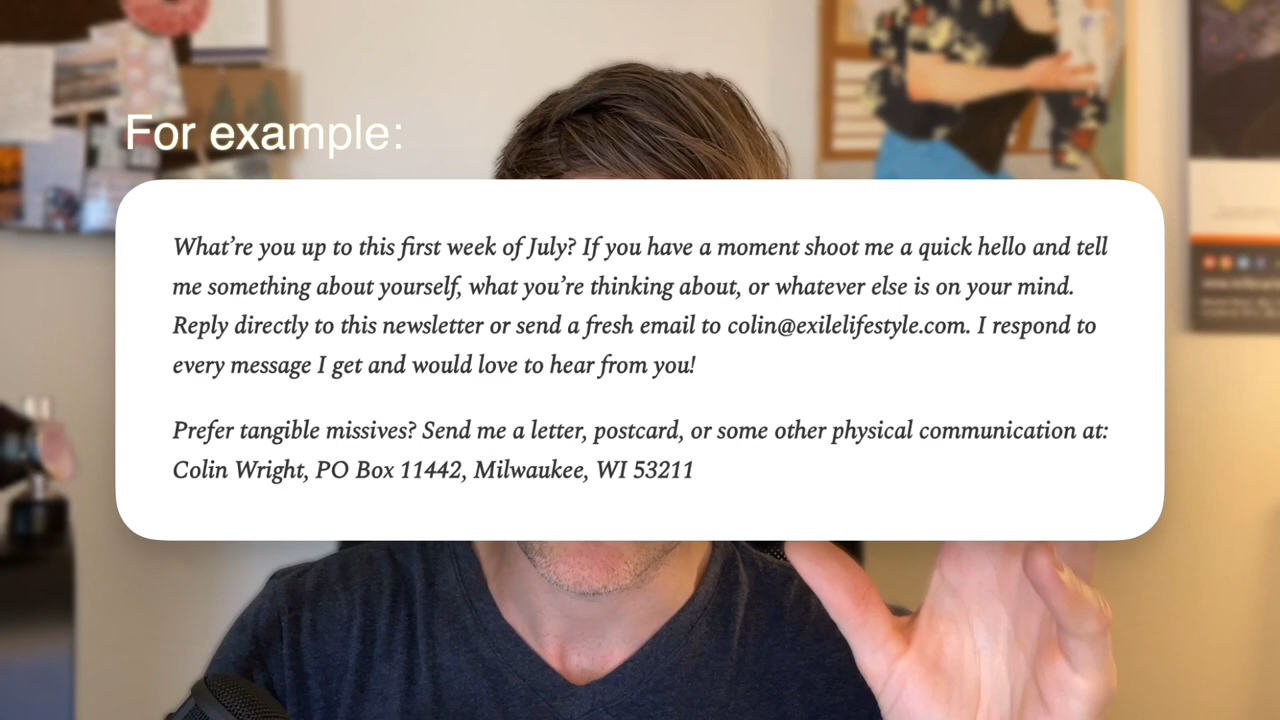 For example:
What’re you up to this first week of July? If you have a moment shoot me a quick hello and tell
me something about yourself, what you’re thinking about, or whatever else is on your mind.
Reply directly to this newsletter or send a fresh email to colin@exilelifestyle.com. I respond to
every message I get and would love to hear from you!
Prefer tangible missives? Send me a letter, postcard, or some other physical communication at:
Colin Wright, PO Box 11442, Milwaukee, WI 53211